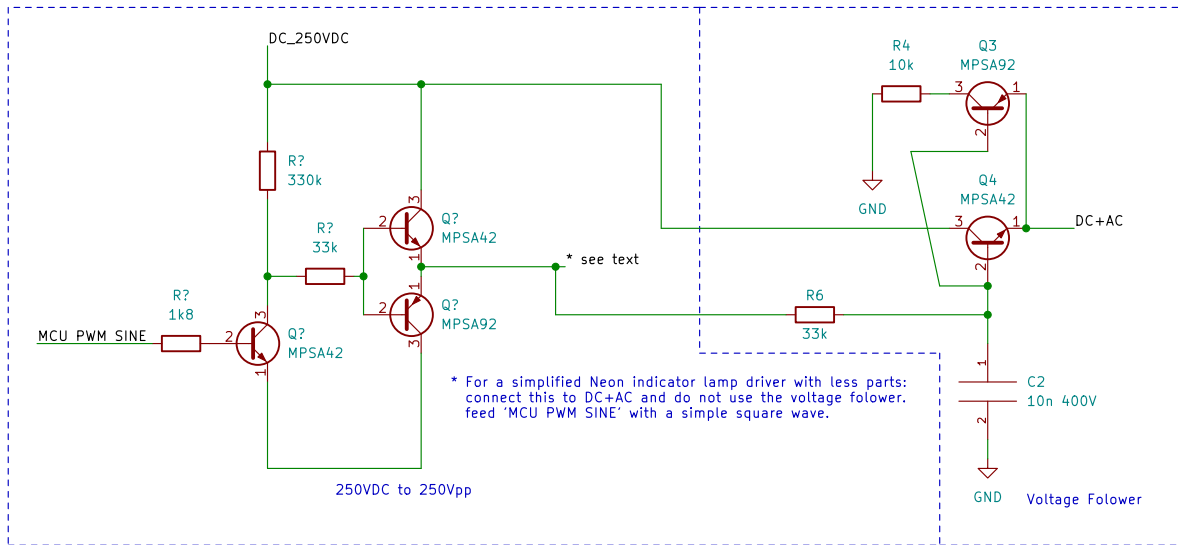 DC_250VDC
R4
10k
Q3
MPSA92
3
1
2
R?
330k
GND
Q4
MPSA42
3
1
2
DC+AC
R?
33k
2
3
1
Q?
MPSA42
* see text
1
2
3
Q?
MPSA92
R6
33k
R?
1k8
MCU PWM SINE
2
3
1
Q?
MPSA42
* For a simplified Neon indicator lamp driver with less parts:
connect this to DC+AC and do not use the voltage folower.
feed 'MCU PWM SINE' with a simple square wave.
1
C2
10n 400V
2
GND
250VDC to 250Vpp
Voltage Folower